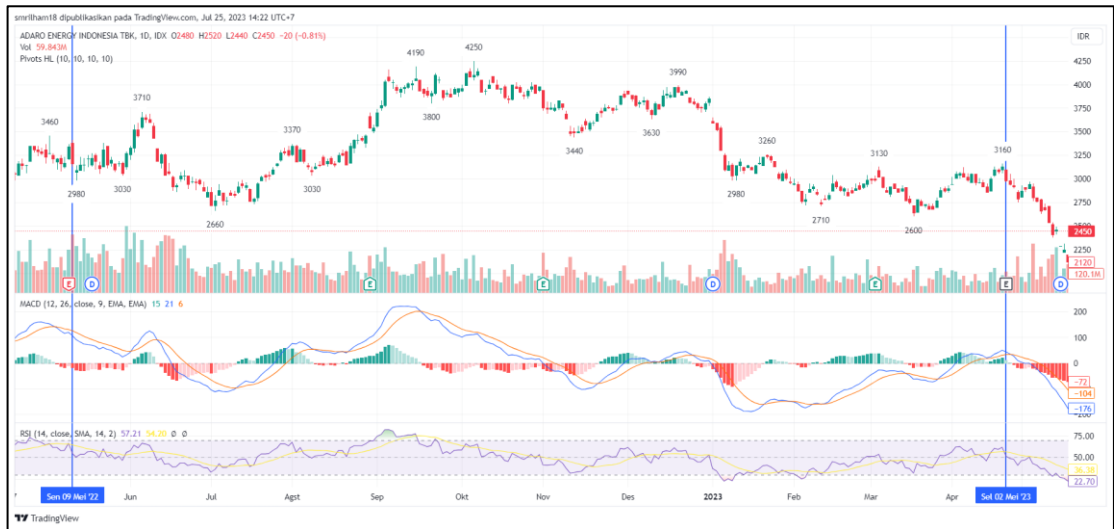 smrilham18 dipublikasikan pada TradingView.com, Jul 25, 2023 14:22 UTC+7
ADARO ENERGY INDONESIA TBK, 1D, IDX O2480 H2520 L2440 C2450 −20 (−0.81%)
IDR
Vol 59.843M
Pivots HL (10, 10, 10, 10)
4250
4190
4250
4000
3990
3710
3750
3800
3460
3630
3500
3370
3440
3260
3250
3160
3130
3000
2980
3030
3030
2980
2750
2660
2710
2600
2500
2450
2250
2120
120.1M
E
D
E
E
D
E
E
D
MACD (12, 26, close, 9, EMA, EMA) 15 21 6
200
100
0
−72
−104
−176
RSI (14, close, SMA, 14, 2) 57.21 54.20 Ø Ø
75.00
50.00
36.38
22.70
Sen 09 Mei '22
Jun
Jul
Agst
Sep
Okt
Nov
Des
2023
Feb
Mar
Apr
Sel 02 Mei '23
TradingView